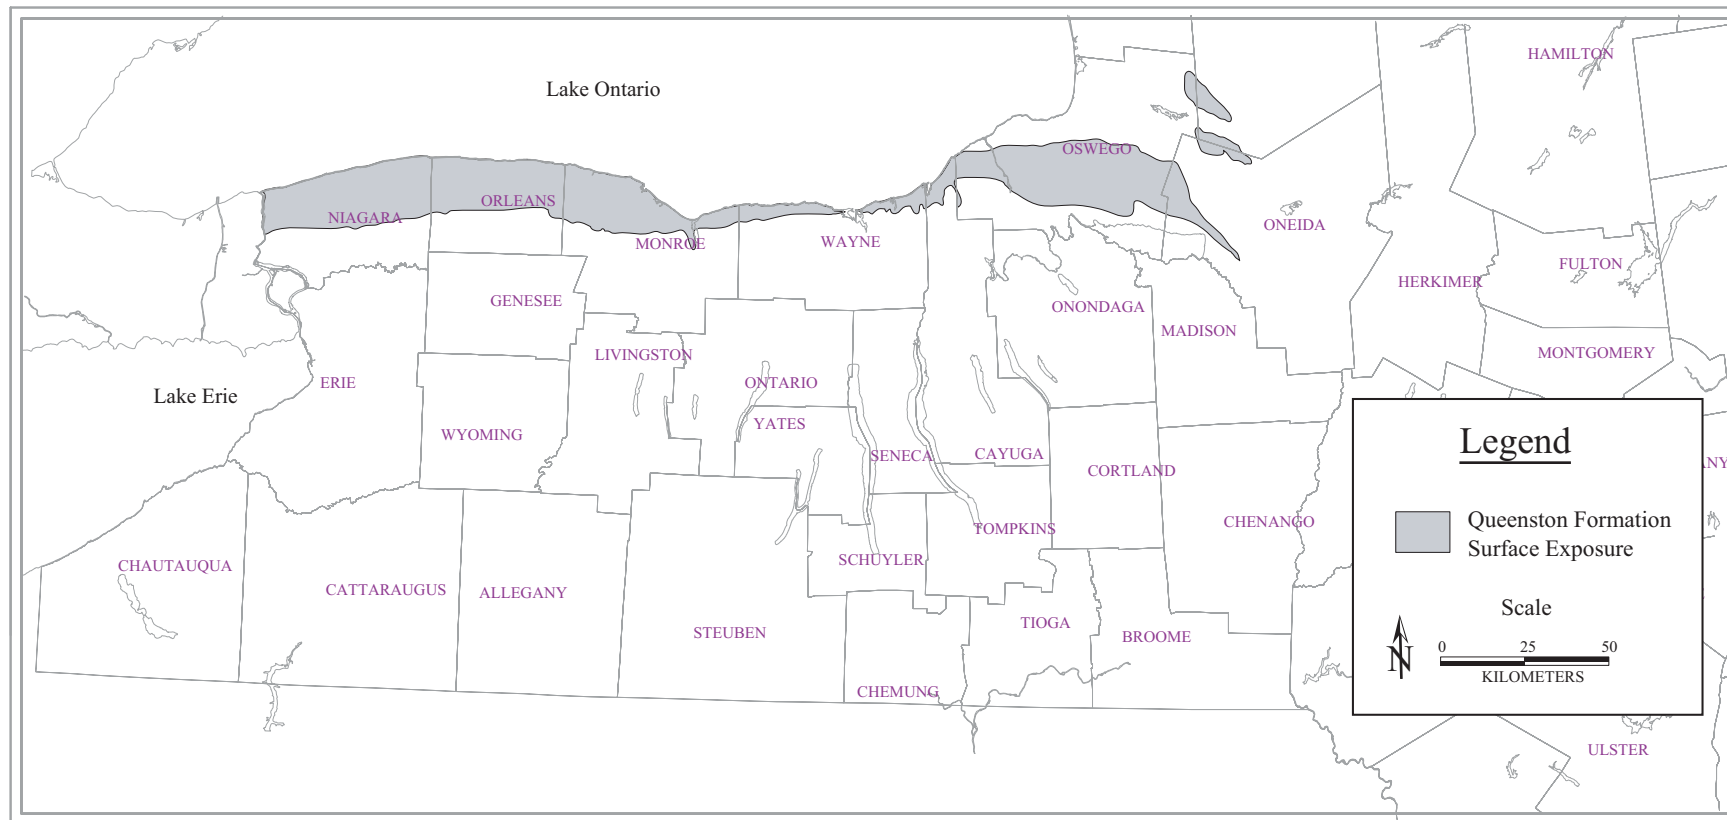 HAMILTON
Lake Ontario
OSWEGO
ORLEANS
NIAGARA
ONEIDA
MONROE
WAYNE
FULTON
HERKIMER
GENESEE
ONONDAGA
MADISON
LIVINGSTON
MONTGOMERY
ERIE
ONTARIO
Lake Erie
YATES
WYOMING
SENECA
CAYUGA
CORTLAND
CHENANGO
TOMPKINS
SCHUYLER
CHAUTAUQUA
CATTARAUGUS
ALLEGANY
STEUBEN
TIOGA
BROOME
CHEMUNG
Legend
NY
Queenston Formation
Surface Exposure
Scale
N
0 25 50
KILOMETERS
ULSTER